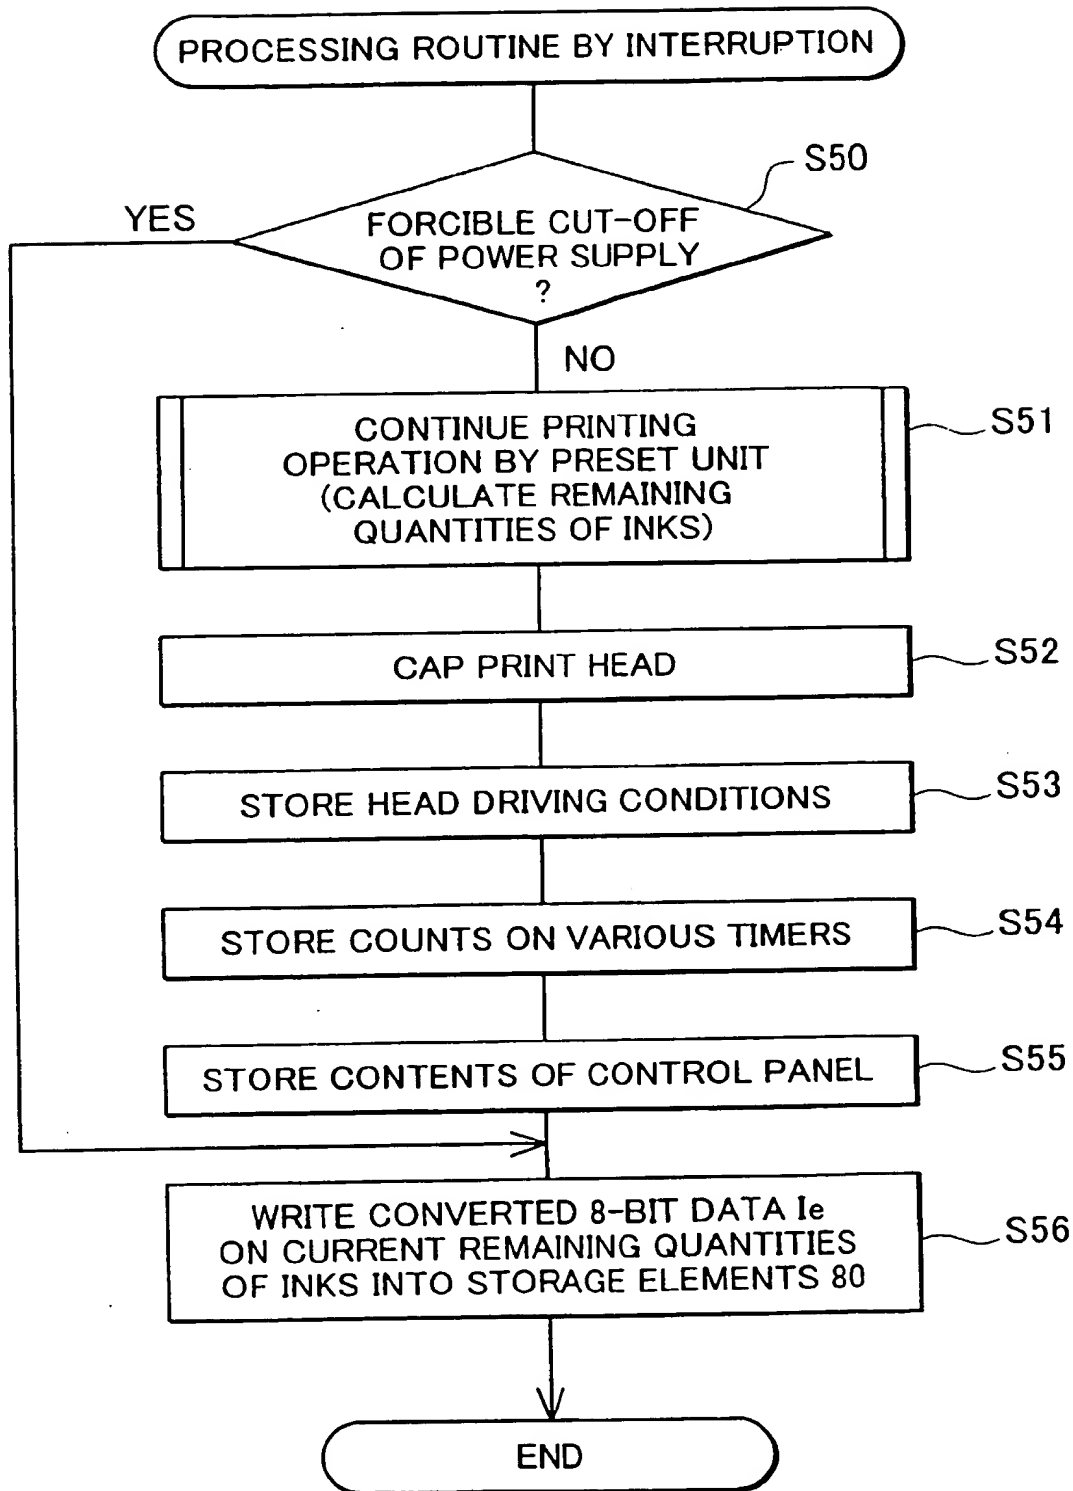 PROCESSING ROUTINE BY INTERRUPTION
S50
YES
FORCIBLE CUT-OFF
OF POWER SUPPLY
?
NO
CONTINUE PRINTING
OPERATION BY PRESET UNIT
(CALCULATE REMAINING
QUANTITIES OF INKS)
S51
CAP PRINT HEAD
S52
STORE HEAD DRIVING CONDITIONS
S53
STORE COUNTS ON VARIOUS TIMERS
S54
STORE CONTENTS OF CONTROL PANEL
S55
WRITE CONVERTED 8-BIT DATA Ie
ON CURRENT REMAINING QUANTITIES
OF INKS INTO STORAGE ELEMENTS 80
S56
END